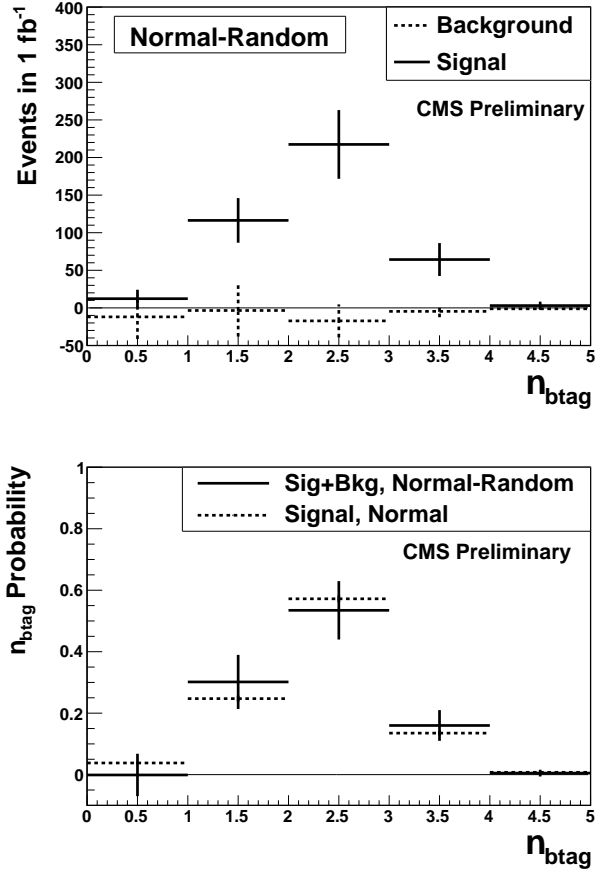 Normal-Random
Background
Signal
CMS Preliminary
Events in 1 fb⁻¹
400
350
300
250
200
150
100
50
0
-50
0 0.5 1 1.5 2 2.5 3 3.5 4 4.5 5
n_btag
Sig+Bkg, Normal-Random
Signal, Normal
CMS Preliminary
n_btag Probability
1
0.8
0.6
0.4
0.2
0
0 0.5 1 1.5 2 2.5 3 3.5 4 4.5 5
n_btag